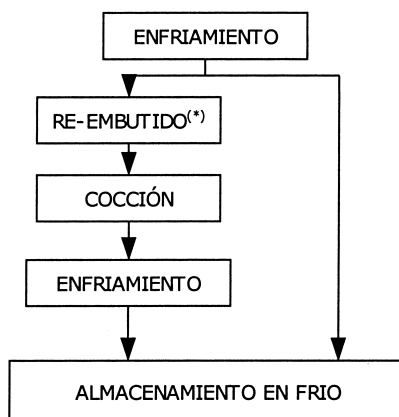 ENFRIAMIENTO
RE-EMBUTIDO(*)
COCCIÓN
ENFRIAMIENTO
ALMACENAMIENTO EN FRIO